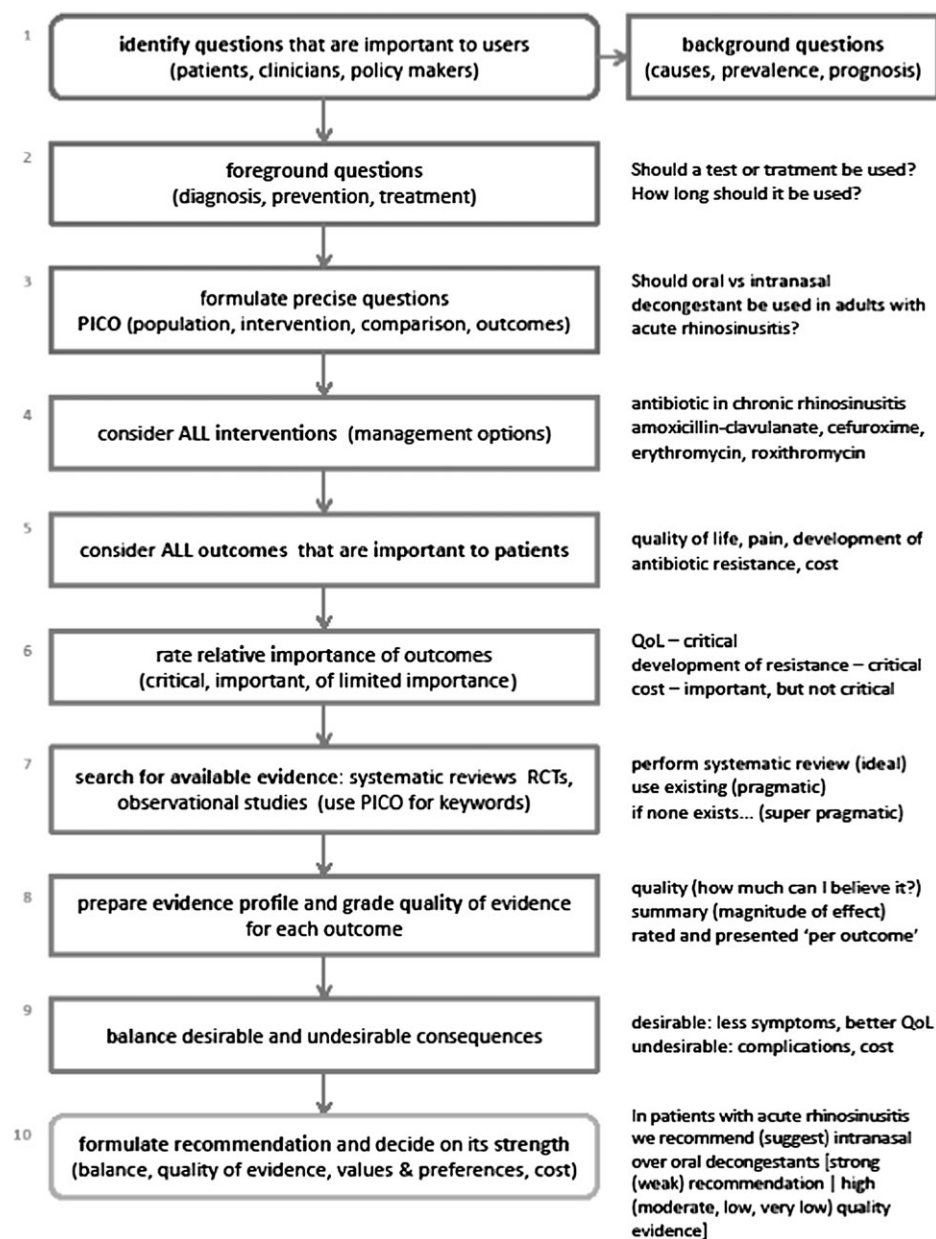 1
identify questions that are important to users
(patients, clinicians, policy makers)
background questions
(causes, prevalence, prognosis)
2
foreground questions
(diagnosis, prevention, treatment)
Should a test or tratment be used?
How long should it be used?
3
formulate precise questions
PICO (population, intervention, comparison, outcomes)
Should oral vs intranasal
decongestant be used in adults with
acute rhinosinusitis?
4
consider ALL interventions (management options)
antibiotic in chronic rhinosinusitis
amoxicillin-clavulanate, cefuroxime,
erythromycin, roxithromycin
5
consider ALL outcomes that are important to patients
quality of life, pain, development of
antibiotic resistance, cost
6
rate relative importance of outcomes
(critical, important, of limited importance)
QoL – critical
development of resistance – critical
cost – important, but not critical
7
search for available evidence: systematic reviews RCTs,
observational studies (use PICO for keywords)
perform systematic review (ideal)
use existing (pragmatic)
if none exists... (super pragmatic)
8
prepare evidence profile and grade quality of evidence
for each outcome
quality (how much can I believe it?)
summary (magnitude of effect)
rated and presented ‘per outcome’
9
balance desirable and undesirable consequences
desirable: less symptoms, better QoL
undesirable: complications, cost
10
formulate recommendation and decide on its strength
(balance, quality of evidence, values & preferences, cost)
In patients with acute rhinosinusitis
we recommend (suggest) intranasal
over oral decongestants [strong
(weak) recommendation | high
(moderate, low, very low) quality
evidence]